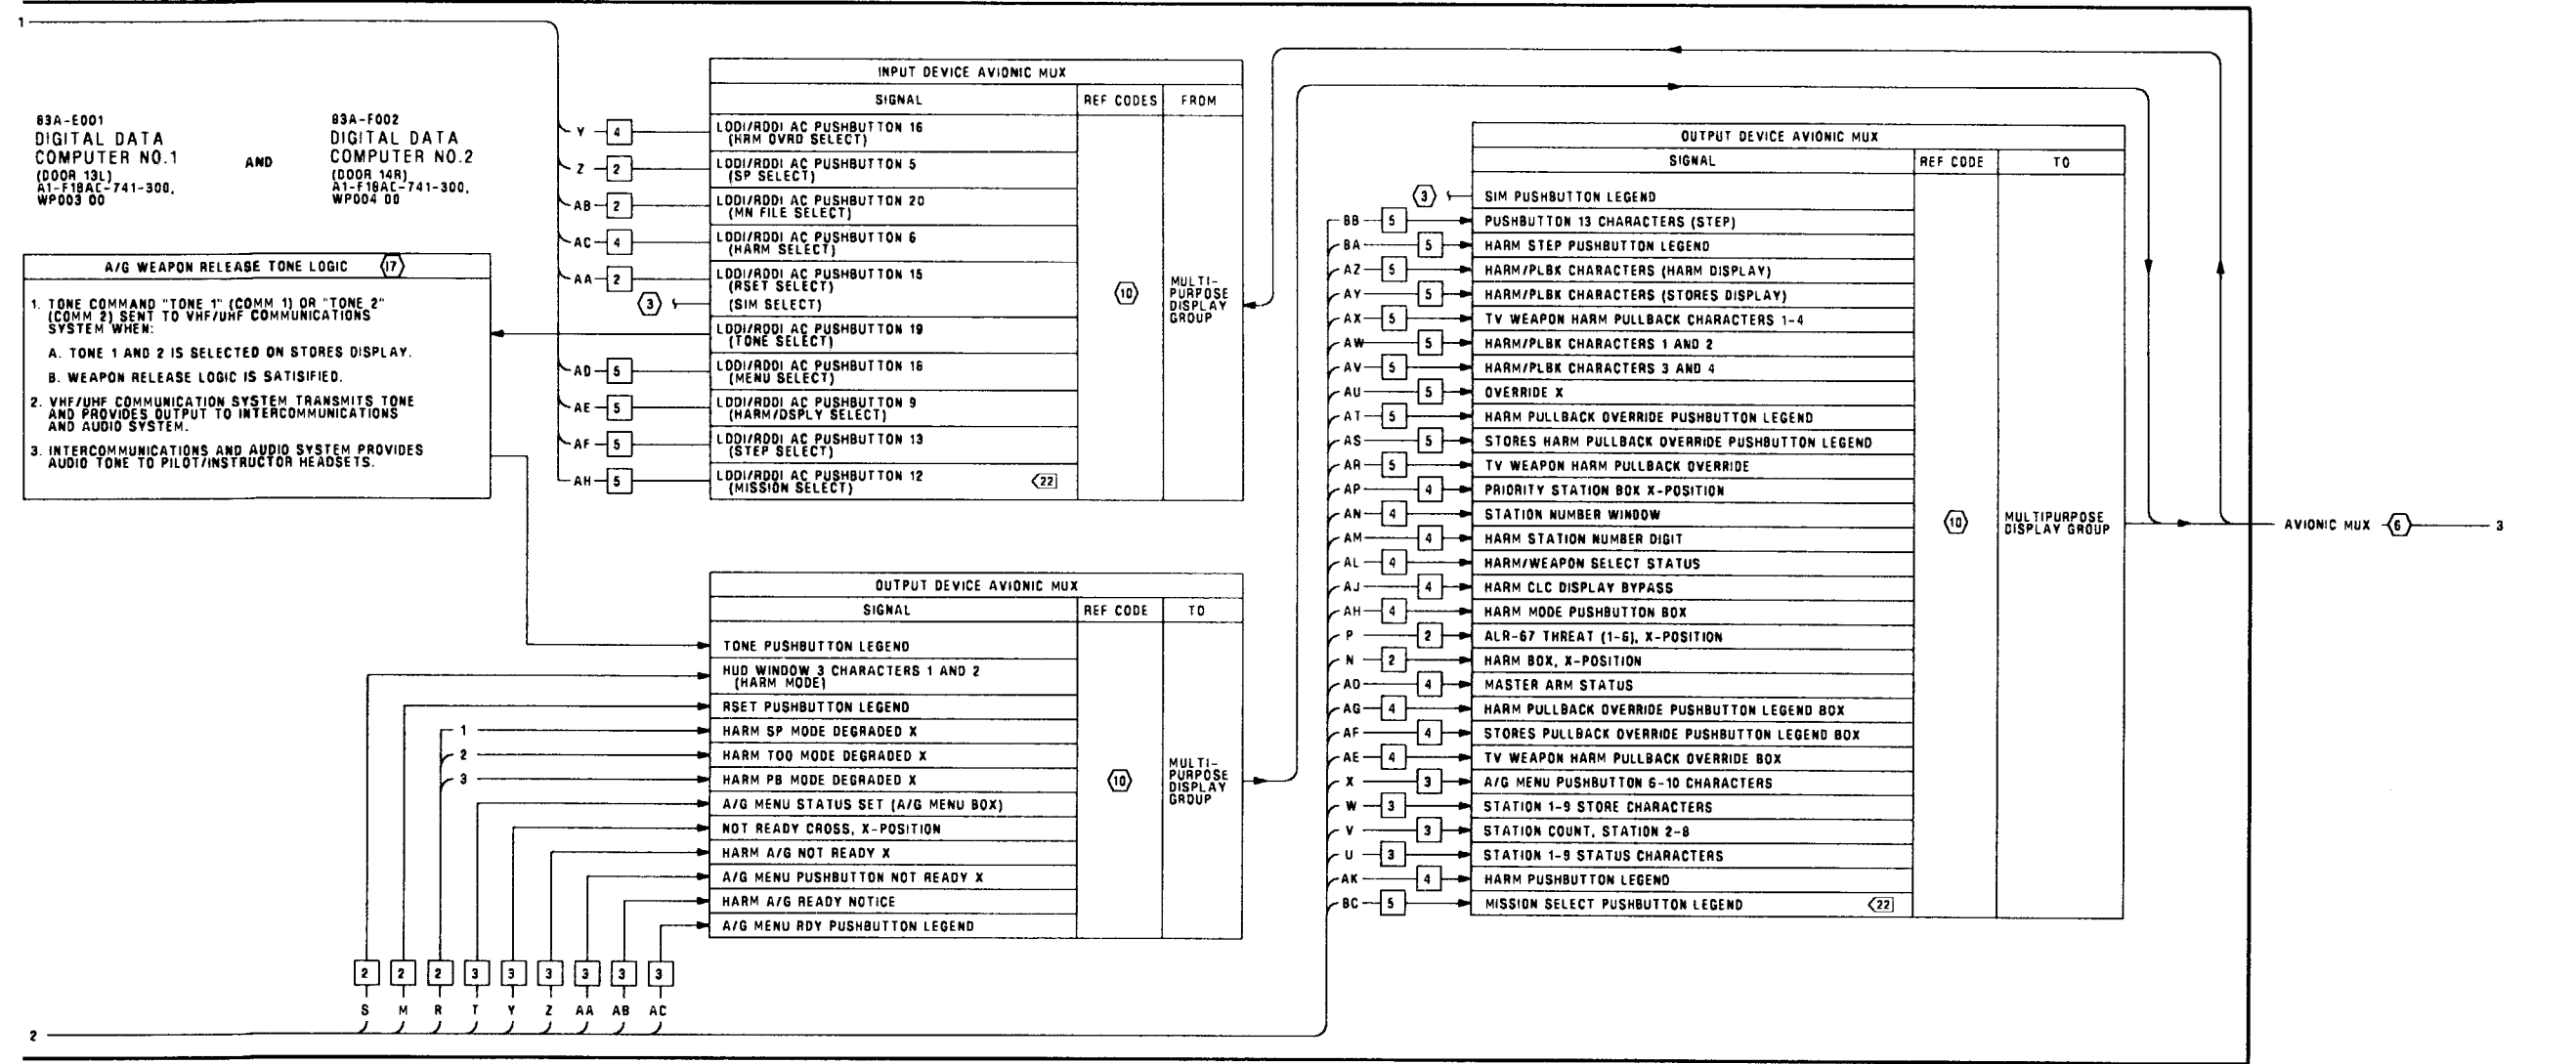 1
83A-E001
DIGITAL DATA
COMPUTER NO.1
(DOOR 13L)
A1-F18AC-741-300,
WP003 00
AND
83A-F002
DIGITAL DATA
COMPUTER NO.2
(DOOR 14R)
A1-F18AC-741-300,
WP004 00
A/G WEAPON RELEASE TONE LOGIC 17
1. TONE COMMAND "TONE 1" (COMM 1) OR "TONE 2"
(COMM 2) SENT TO VHF/UHF COMMUNICATIONS
SYSTEM WHEN:
A. TONE 1 AND 2 IS SELECTED ON STORES DISPLAY.
B. WEAPON RELEASE LOGIC IS SATISIFIED.
2. VHF/UHF COMMUNICATION SYSTEM TRANSMITS TONE
AND PROVIDES OUTPUT TO INTERCOMMUNICATIONS
AND AUDIO SYSTEM.
3. INTERCOMMUNICATIONS AND AUDIO SYSTEM PROVIDES
AUDIO TONE TO PILOT/INSTRUCTOR HEADSETS.
INPUT DEVICE AVIONIC MUX
SIGNAL REF CODES FROM
Y 4 LDDI/RDDI AC PUSHBUTTON 16
(HRM OVRD SELECT)
Z 2 LDDI/RDDI AC PUSHBUTTON 5
(SP SELECT)
AB 2 LDDI/RDDI AC PUSHBUTTON 20
(MN FILE SELECT)
AC 4 LDDI/RDDI AC PUSHBUTTON 6
(HARM SELECT)
AA 2 LDDI/RDDI AC PUSHBUTTON 15
(RSET SELECT)
3 (SIM SELECT)
LDDI/RDDI AC PUSHBUTTON 19
(TONE SELECT)
AD 5 LDDI/RDDI AC PUSHBUTTON 18
(MENU SELECT)
AE 5 LDDI/RDDI AC PUSHBUTTON 9
(HARM/DSPLY SELECT)
AF 5 LDDI/RDDI AC PUSHBUTTON 13
(STEP SELECT)
AH 5 LDDI/RDDI AC PUSHBUTTON 12
(MISSION SELECT) 22
10
MULTI-
PURPOSE
DISPLAY
GROUP
OUTPUT DEVICE AVIONIC MUX
SIGNAL REF CODE TO
TONE PUSHBUTTON LEGEND
HUD WINDOW 3 CHARACTERS 1 AND 2
(HARM MODE)
RSET PUSHBUTTON LEGEND
1 HARM SP MODE DEGRADED X
2 HARM TOO MODE DEGRADED X
3 HARM PB MODE DEGRADED X
A/G MENU STATUS SET (A/G MENU BOX)
NOT READY CROSS, X-POSITION
HARM A/G NOT READY X
A/G MENU PUSHBUTTON NOT READY X
HARM A/G READY NOTICE
A/G MENU RDY PUSHBUTTON LEGEND
10
MULTI-
PURPOSE
DISPLAY
GROUP
2 2 2 3 3 3 3 3 3
S M R T Y Z AA AB AC
2
OUTPUT DEVICE AVIONIC MUX
SIGNAL REF CODE TO
3 SIM PUSHBUTTON LEGEND
BB 5 PUSHBUTTON 13 CHARACTERS (STEP)
BA 5 HARM STEP PUSHBUTTON LEGEND
AZ 5 HARM/PLBK CHARACTERS (HARM DISPLAY)
AY 5 HARM/PLBK CHARACTERS (STORES DISPLAY)
AX 5 TV WEAPON HARM PULLBACK CHARACTERS 1-4
AW 5 HARM/PLBK CHARACTERS 1 AND 2
AV 5 HARM/PLBK CHARACTERS 3 AND 4
AU 5 OVERRIDE X
AT 5 HARM PULLBACK OVERRIDE PUSHBUTTON LEGEND
AS 5 STORES HARM PULLBACK OVERRIDE PUSHBUTTON LEGEND
AR 5 TV WEAPON HARM PULLBACK OVERRIDE
AP 4 PRIORITY STATION BOX X-POSITION
AN 4 STATION NUMBER WINDOW
AM 4 HARM STATION NUMBER DIGIT
AL 4 HARM/WEAPON SELECT STATUS
AJ 4 HARM CLC DISPLAY BYPASS
AH 4 HARM MODE PUSHBUTTON BOX
P 2 ALR-67 THREAT (1-6), X-POSITION
N 2 HARM BOX, X-POSITION
AD 4 MASTER ARM STATUS
AG 4 HARM PULLBACK OVERRIDE PUSHBUTTON LEGEND BOX
AF 4 STORES PULLBACK OVERRIDE PUSHBUTTON LEGEND BOX
AE 4 TV WEAPON HARM PULLBACK OVERRIDE BOX
X 3 A/G MENU PUSHBUTTON 6-10 CHARACTERS
W 3 STATION 1-9 STORE CHARACTERS
V 3 STATION COUNT, STATION 2-8
U 3 STATION 1-9 STATUS CHARACTERS
AK 4 HARM PUSHBUTTON LEGEND
BC 5 MISSION SELECT PUSHBUTTON LEGEND 22
10
MULTIPURPOSE
DISPLAY GROUP
AVIONIC MUX 6 3